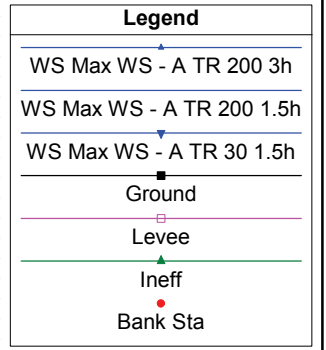 Legend
WS Max WS - A TR 200 3h
WS Max WS - A TR 200 1.5h
WS Max WS - A TR 30 1.5h
Ground
Levee
Ineff
Bank Sta